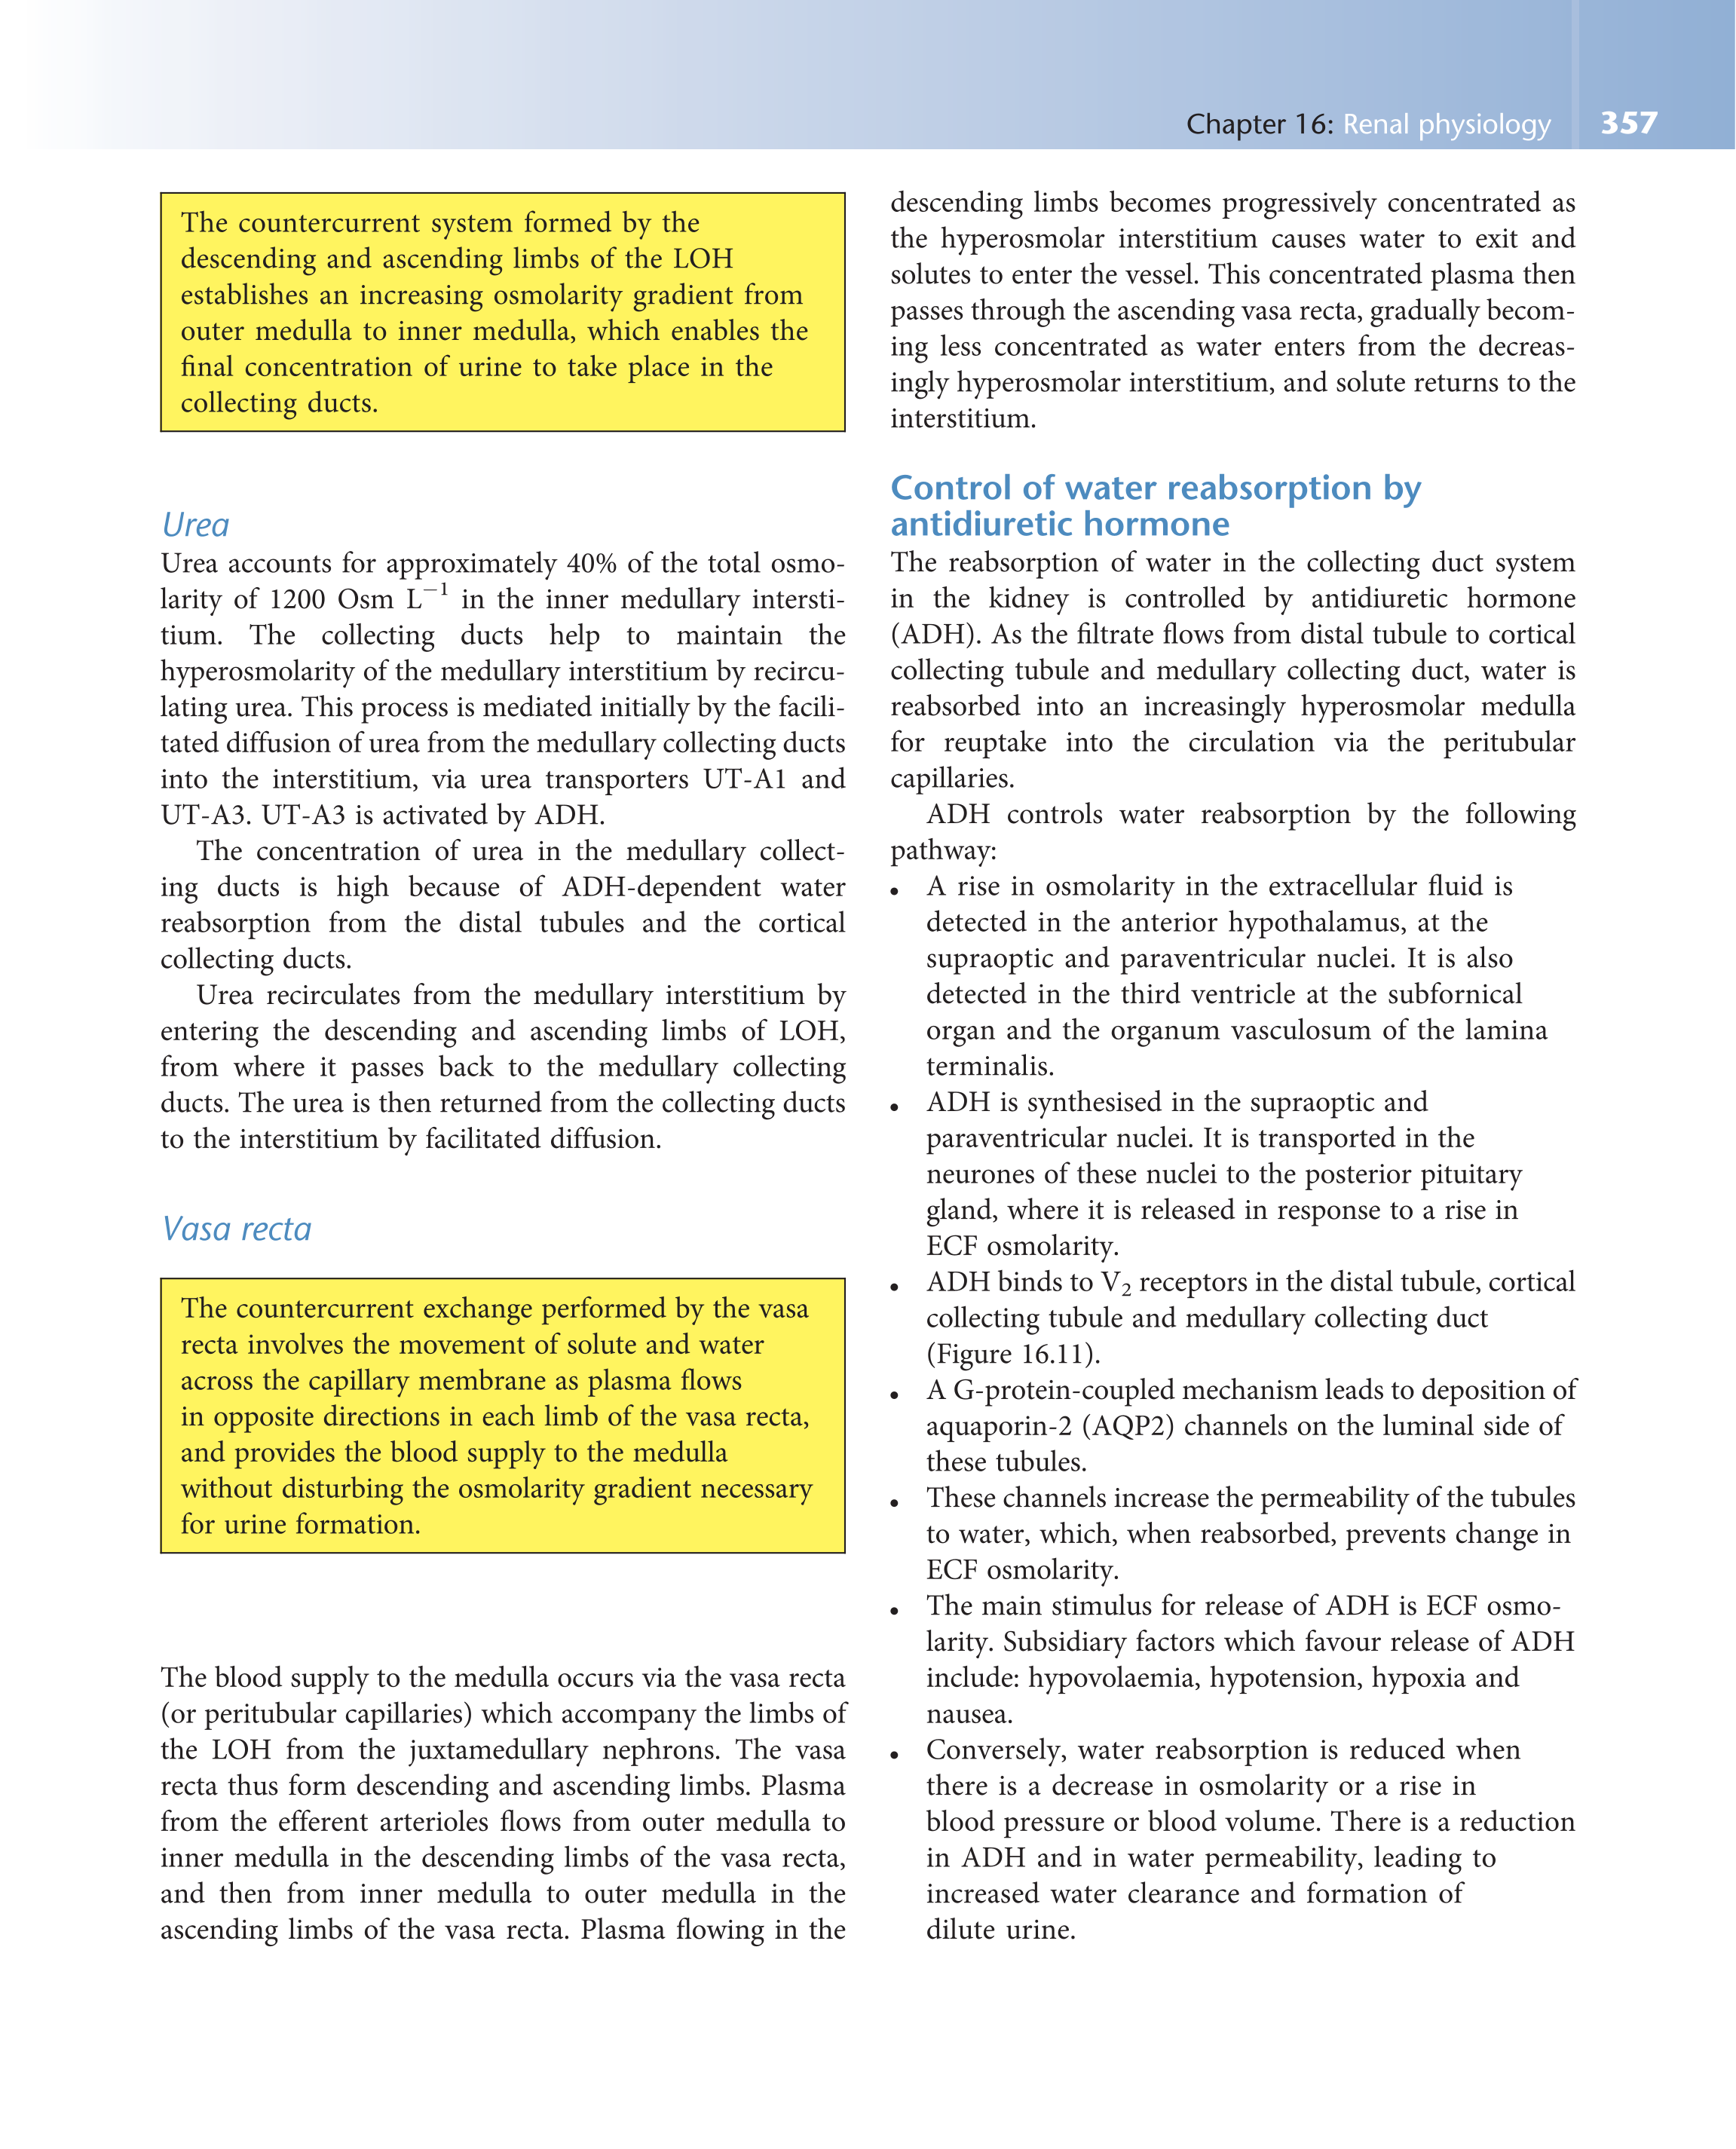 Chapter 16: Renal physiology 357
The countercurrent system formed by the
descending and ascending limbs of the LOH
establishes an increasing osmolarity gradient from
outer medulla to inner medulla, which enables the
final concentration of urine to take place in the
collecting ducts.
Urea
Urea accounts for approximately 40% of the total osmo-
larity of 1200 Osm L⁻¹ in the inner medullary intersti-
tium. The collecting ducts help to maintain the
hyperosmolarity of the medullary interstitium by recircu-
lating urea. This process is mediated initially by the facili-
tated diffusion of urea from the medullary collecting ducts
into the interstitium, via urea transporters UT-A1 and
UT-A3. UT-A3 is activated by ADH.
The concentration of urea in the medullary collect-
ing ducts is high because of ADH-dependent water
reabsorption from the distal tubules and the cortical
collecting ducts.
Urea recirculates from the medullary interstitium by
entering the descending and ascending limbs of LOH,
from where it passes back to the medullary collecting
ducts. The urea is then returned from the collecting ducts
to the interstitium by facilitated diffusion.
Vasa recta
The countercurrent exchange performed by the vasa
recta involves the movement of solute and water
across the capillary membrane as plasma flows
in opposite directions in each limb of the vasa recta,
and provides the blood supply to the medulla
without disturbing the osmolarity gradient necessary
for urine formation.
The blood supply to the medulla occurs via the vasa recta
(or peritubular capillaries) which accompany the limbs of
the LOH from the juxtamedullary nephrons. The vasa
recta thus form descending and ascending limbs. Plasma
from the efferent arterioles flows from outer medulla to
inner medulla in the descending limbs of the vasa recta,
and then from inner medulla to outer medulla in the
ascending limbs of the vasa recta. Plasma flowing in the
descending limbs becomes progressively concentrated as
the hyperosmolar interstitium causes water to exit and
solutes to enter the vessel. This concentrated plasma then
passes through the ascending vasa recta, gradually becom-
ing less concentrated as water enters from the decreas-
ingly hyperosmolar interstitium, and solute returns to the
interstitium.
Control of water reabsorption by
antidiuretic hormone
The reabsorption of water in the collecting duct system
in the kidney is controlled by antidiuretic hormone
(ADH). As the filtrate flows from distal tubule to cortical
collecting tubule and medullary collecting duct, water is
reabsorbed into an increasingly hyperosmolar medulla
for reuptake into the circulation via the peritubular
capillaries.
ADH controls water reabsorption by the following
pathway:
• A rise in osmolarity in the extracellular fluid is
detected in the anterior hypothalamus, at the
supraoptic and paraventricular nuclei. It is also
detected in the third ventricle at the subfornical
organ and the organum vasculosum of the lamina
terminalis.
• ADH is synthesised in the supraoptic and
paraventricular nuclei. It is transported in the
neurones of these nuclei to the posterior pituitary
gland, where it is released in response to a rise in
ECF osmolarity.
• ADH binds to V₂ receptors in the distal tubule, cortical
collecting tubule and medullary collecting duct
(Figure 16.11).
• A G-protein-coupled mechanism leads to deposition of
aquaporin-2 (AQP2) channels on the luminal side of
these tubules.
• These channels increase the permeability of the tubules
to water, which, when reabsorbed, prevents change in
ECF osmolarity.
• The main stimulus for release of ADH is ECF osmo-
larity. Subsidiary factors which favour release of ADH
include: hypovolaemia, hypotension, hypoxia and
nausea.
• Conversely, water reabsorption is reduced when
there is a decrease in osmolarity or a rise in
blood pressure or blood volume. There is a reduction
in ADH and in water permeability, leading to
increased water clearance and formation of
dilute urine.